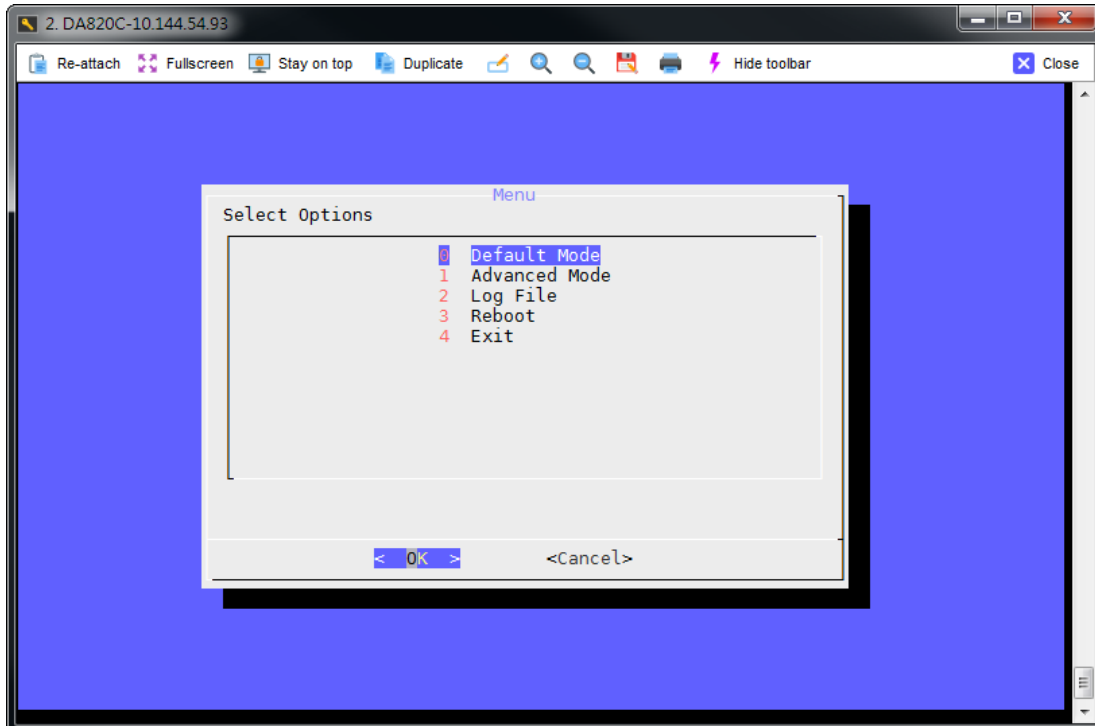 2. DA820C-10.144.54.93
Re-attach Fullscreen Stay on top Duplicate Hide toolbar Close
Menu
Select Options
0 Default Mode
1 Advanced Mode
2 Log File
3 Reboot
4 Exit
< OK > <Cancel>